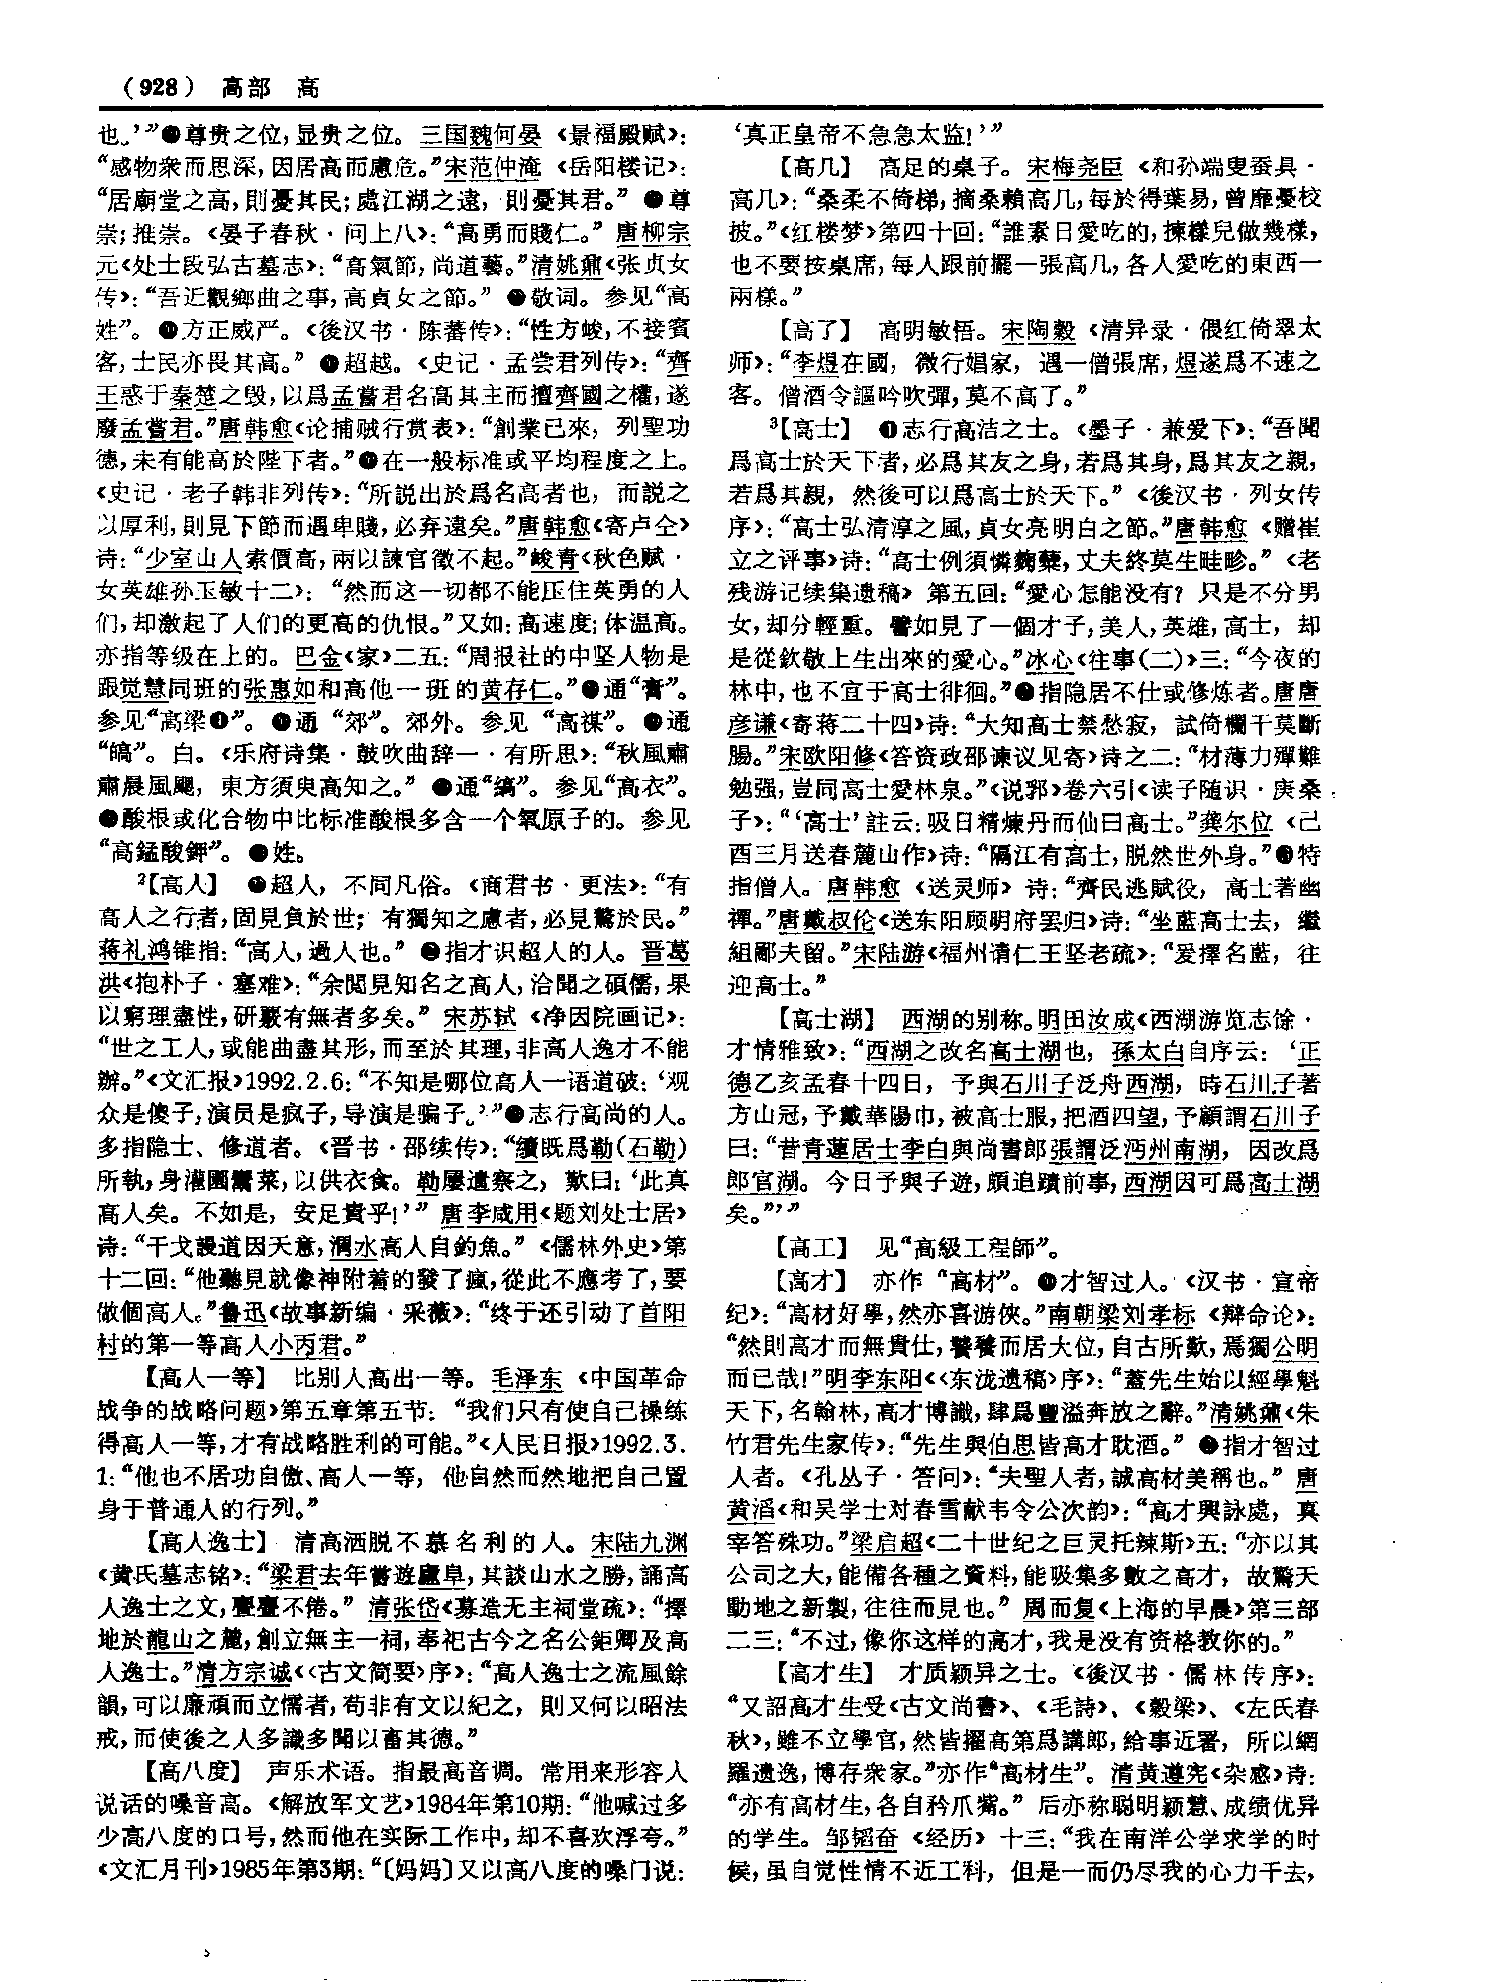 (928) 高部 高
也。’”●尊贵之位,显贵之位。三国魏何晏《景福殿赋》:
“感物衆而思深,因居高而慮危。”宋范仲淹《岳阳楼记》:
“居廟堂之高,則憂其民;處江湖之遠,則憂其君。”●尊
崇;推崇。《晏子春秋·问上八》:“高勇而賤仁。”唐柳宗
元《处士段弘古墓志》:“高氣節,尚道藝。”清姚鼐《张贞女
传》:“吾近觀鄉曲之事,高貞女之節。”●敬词。参见“高
姓”。●方正威严。《後汉书·陈蕃传》:“性方峻,不接賓
客,士民亦畏其高。”●超越。《史记·孟尝君列传》:“齊
王惑于秦楚之毁,以爲孟嘗君名高其主而擅齊國之權,遂
廢孟嘗君。”唐韩愈《论捕贼行赏表》:“創業已來,列聖功
德,未有能高於陛下者。”●在一般标准或平均程度之上。
《史记·老子韩非列传》:“所説出於爲名高者也,而説之
以厚利,則見下節而遇卑賤,必弃遠矣。”唐韩愈《寄卢仝》
诗:“少室山人索價高,兩以諫官徵不起。”峻青《秋色赋·
女英雄孙玉敏十二》:“然而这一切都不能压住英勇的人
们,却激起了人们的更高的仇恨。”又如:高速度;体温高。
亦指等级在上的。巴金《家》二五:“周报社的中坚人物是
跟觉慧同班的张惠如和高他一班的黄存仁。”●通“膏”。
参见“高梁❶”。●通“郊”。郊外。参见“高禖”。●通
“皜”。白。《乐府诗集·鼓吹曲辞一·有所思》:“秋風肅
肅晨風颸,東方須臾高知之。”●通“缟”。参见“高衣”。
●酸根或化合物中比标准酸根多含一个氧原子的。参见
“高錳酸鉀”。●姓。
²【高人】 ❶超人,不同凡俗。《商君书·更法》:“有
高人之行者,固見負於世;有獨知之慮者,必見驁於民。”
蒋礼鸿锥指:“高人,過人也。”❷指才识超人的人。晋葛
洪《抱朴子·塞难》:“余閲見知名之高人,洽聞之碩儒,果
以窮理盡性,研覈有無者多矣。”宋苏轼《净因院画记》:
“世之工人,或能曲盡其形,而至於其理,非高人逸才不能
辦。”《文汇报》1992.2.6:“不知是哪位高人一语道破:‘观
众是傻子,演员是疯子,导演是骗子。’”❸志行高尚的人。
多指隐士、修道者。《晋书·邵续传》:“續既爲勒(石勒)
所執,身灌園鬻菜,以供衣食。勒屢遣察之,歎曰:‘此真
高人矣。不如是,安足貴乎!’”唐李咸用《题刘处士居》
诗:“干戈謾道因天意,渭水高人自釣魚。”《儒林外史》第
十二回:“他聽見就像神附着的發了瘋,從此不應考了,要
做個高人。”鲁迅《故事新编·采薇》:“终于还引动了首阳
村的第一等高人小丙君。”
【高人一等】 比别人高出一等。毛泽东《中国革命
战争的战略问题》第五章第五节:“我们只有使自己操练
得高人一等,才有战略胜利的可能。”《人民日报》1992.3.
1:“他也不居功自傲、高人一等,他自然而然地把自己置
身于普通人的行列。”
【高人逸士】 清高洒脱不慕名利的人。宋陆九渊
《黄氏墓志铭》:“梁君去年嘗遊廬阜,其談山水之勝,誦高
人逸士之文,亹亹不倦。”清张岱《募造无主祠堂疏》:“擇
地於龍山之麓,創立無主一祠,奉祀古今之名公鉅卿及高
人逸士。”清方宗诚《〈古文简要〉序》:“高人逸士之流風餘
韻,可以廉頑而立懦者,苟非有文以紀之,則又何以昭法
戒,而使後之人多識多聞以畜其德。”
【高八度】 声乐术语。指最高音调。常用来形容人
说话的嗓音高。《解放军文艺》1984年第10期:“他喊过多
少高八度的口号,然而他在实际工作中,却不喜欢浮夸。”
《文汇月刊》1985年第3期:“〔妈妈〕又以高八度的嗓门说:
‘真正皇帝不急急太监!’”
【高几】 高足的桌子。宋梅尧臣《和孙端叟蚕具·
高几》:“桑柔不倚梯,摘桑賴高几,每於得葉易,曾靡憂校
披。”《红楼梦》第四十回:“誰素日愛吃的,揀樣兒做幾樣,
也不要按桌席,每人跟前擺一張高几,各人愛吃的東西一
兩樣。”
【高了】 高明敏悟。宋陶穀《清异录·偎红倚翠太
师》:“李煜在國,微行娼家,遇一僧張席,煜遂爲不速之
客。僧酒令謳吟吹彈,莫不高了。”
³【高士】 ❶志行高洁之士。《墨子·兼爱下》:“吾聞
爲高士於天下者,必爲其友之身,若爲其身,爲其友之親,
若爲其親,然後可以爲高士於天下。”《後汉书·列女传
序》:“高士弘清淳之風,貞女亮明白之節。”唐韩愈《赠崔
立之评事》诗:“高士例須憐麴糵,丈夫終莫生畦畛。”《老
残游记续集遗稿》第五回:“愛心怎能没有?只是不分男
女,却分輕重。譬如見了一個才子,美人,英雄,高士,却
是從欽敬上生出來的愛心。”冰心《往事(二)》三:“今夜的
林中,也不宜于高士徘徊。”❷指隐居不仕或修炼者。唐唐
彦谦《寄蒋二十四》诗:“大知高士禁愁寂,試倚欄干莫斷
腸。”宋欧阳修《答资政邵谏议见寄》诗之二:“材薄力殫難
勉强,豈同高士愛林泉。”《说郛》卷六引《读子随识·庚桑
子》:“‘高士’註云:吸日精煉丹而仙曰高士。”龚尔位《己
酉三月送春麓山作》诗:“隔江有高士,脱然世外身。”❸特
指僧人。唐韩愈《送灵师》诗:“齊民逃賦役,高士著幽
禪。”唐戴叔伦《送东阳顾明府罢归》诗:“坐藍高士去,繼
組鄙夫留。”宋陆游《福州请仁王坚老疏》:“爰擇名藍,往
迎高士。”
【高士湖】 西湖的别称。明田汝成《西湖游览志馀·
才情雅致》:“西湖之改名高士湖也,孫太白自序云:‘正
德乙亥孟春十四日,予與石川子泛舟西湖,時石川子著
方山冠,予戴華陽巾,被高士服,把酒四望,予顧謂石川子
曰:“昔青蓮居士李白與尚書郎張謂泛沔州南湖,因改爲
郎官湖。今日予與子遊,頗追蹟前事,西湖因可爲高士湖
矣。”’”
【高工】 见“高級工程師”。
【高才】 亦作“高材”。❶才智过人。《汉书·宣帝
纪》:“高材好學,然亦喜游俠。”南朝梁刘孝标《辩命论》:
“然則高才而無貴仕,饕餮而居大位,自古所歎,焉獨公明
而已哉!”明李东阳《〈东泷遗稿〉序》:“蓋先生始以經學魁
天下,名翰林,高才博識,肆爲豐溢奔放之辭。”清姚鼐《朱
竹君先生家传》:“先生與伯思皆高才耽酒。”❷指才智过
人者。《孔丛子·答问》:“夫聖人者,誠高材美稱也。”唐
黄滔《和吴学士对春雪献韦令公次韵》:“高才興詠處,真
宰答殊功。”梁启超《二十世纪之巨灵托辣斯》五:“亦以其
公司之大,能備各種之資料,能吸集多數之高才,故驚天
動地之新製,往往而見也。”周而复《上海的早晨》第三部
二三:“不过,像你这样的高才,我是没有资格教你的。”
【高才生】 才质颖异之士。《後汉书·儒林传序》:
“又詔高才生受《古文尚書》、《毛詩》、《穀梁》、《左氏春
秋》,雖不立學官,然皆擢高第爲講郎,給事近署,所以網
羅遺逸,博存衆家。”亦作“高材生”。清黄遵宪《杂感》诗:
“亦有高材生,各自矜爪觜。”后亦称聪明颖慧、成绩优异
的学生。邹韬奋《经历》十三:“我在南洋公学求学的时
候,虽自觉性情不近工科,但是一而仍尽我的心力干去,